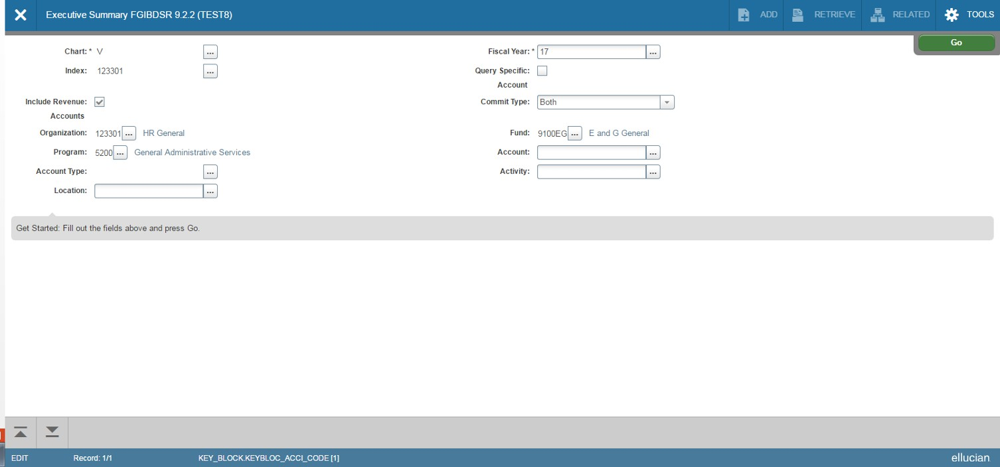 Executive Summary FGIBDSR 9.2.2 (TEST8)
ADD
RETRIEVE
RELATED
TOOLS
Go
Chart: * V ...
Fiscal Year: * 17 ...
Index: 123301 ...
Query Specific:
Account
Include Revenue:
Accounts
Commit Type: Both
Organization: 123301 ... HR General
Fund: 9100EG ... E and G General
Program: 5200 ... General Administrative Services
Account: ...
Account Type: ...
Activity: ...
Location: ...
Get Started: Fill out the fields above and press Go.
EDIT
Record: 1/1
KEY_BLOCK.KEYBLOC_ACCI_CODE [1]
ellucian